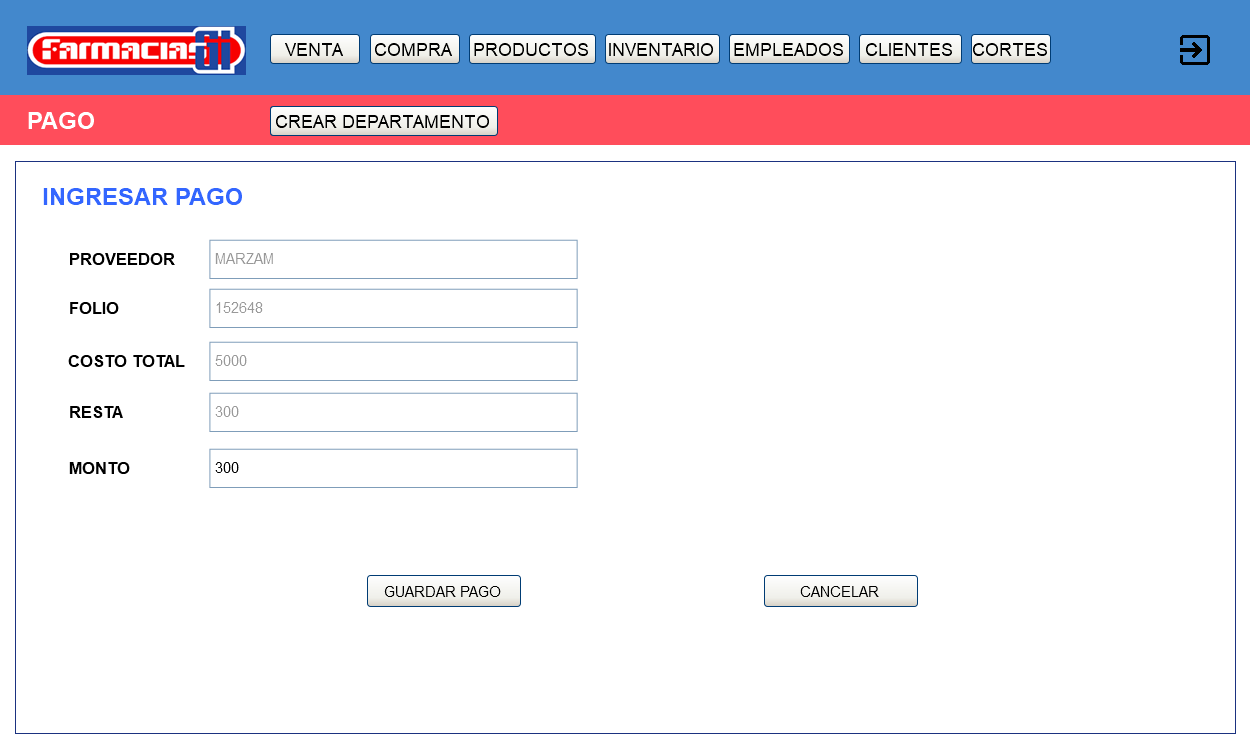 Farmacias GI VENTA COMPRA PRODUCTOS INVENTARIO EMPLEADOS CLIENTES CORTES
PAGO CREAR DEPARTAMENTO
INGRESAR PAGO
PROVEEDOR MARZAM
FOLIO 152648
COSTO TOTAL 5000
RESTA 300
MONTO 300
GUARDAR PAGO CANCELAR